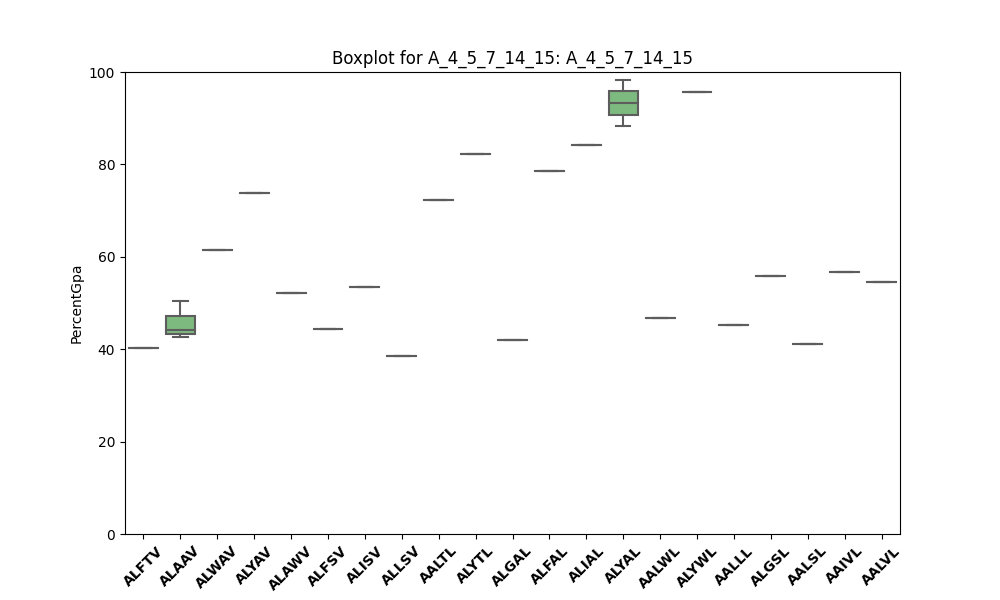 Boxplot for A_4_5_7_14_15: A_4_5_7_14_15
PercentGpa
100
80
60
40
20
0
ALFTV ALAAV ALWAV ALYAV ALAWV ALFSV ALISV ALLSV AALTL ALYTL ALGAL ALFAL ALIAL ALYAL AALWL ALYWL AALLL ALGSL AALSL AAIVL AALVL